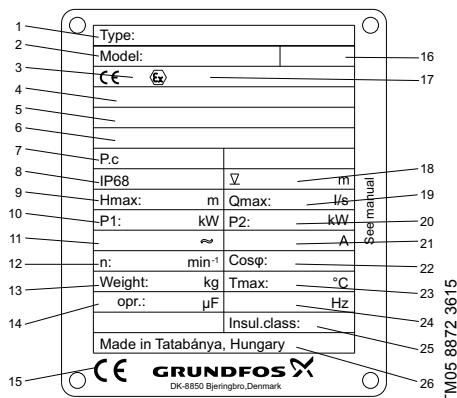 1 Type:
2 Model: 16
3 CE Ex 17
4
5
6
7 P.c
8 IP68 m 18
9 Hmax: m Qmax: l/s 19
10 P1: kW P2: kW 20
11 ~ A 21
12 n: min-1 Cosφ: 22
13 Weight: kg Tmax: °C 23
14 opr.: µF Hz 24
Insul.class: 25
Made in Tatabánya, Hungary 26
15 CE GRUNDFOS
DK-8850 Bjeringbro,Denmark
See manual
TM05 8872 3615